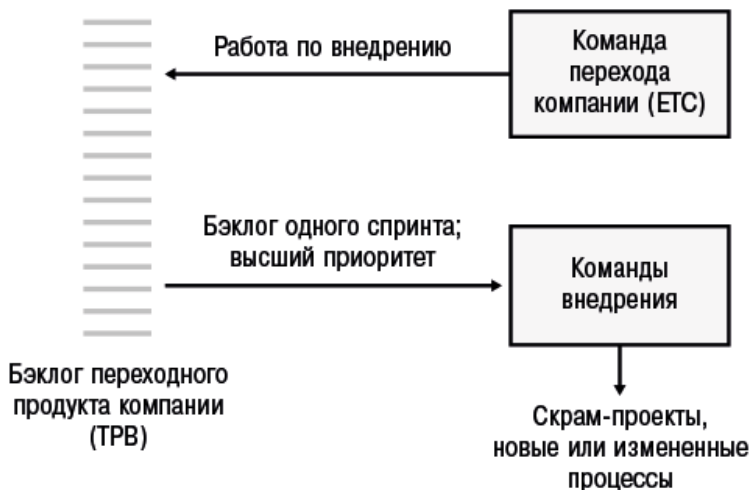 Работа по внедрению
Команда
перехода
компании (ETC)
Бэклог одного спринта;
высший приоритет
Команды
внедрения
Бэклог переходного
продукта компании
(TPB)
Скрам-проекты,
новые или измененные
процессы